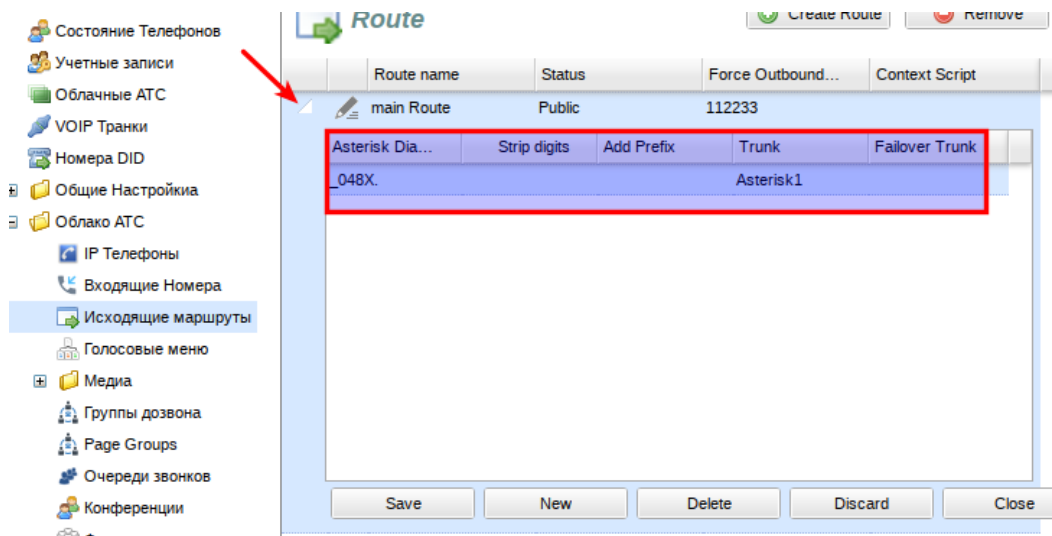 Состояние Телефонов
Учетные записи
Облачные АТС
VOIP Транки
Номера DID
Общие Настройкиа
Облако АТС
IP Телефоны
Входящие Номера
Исходящие маршруты
Голосовые меню
Медиа
Группы дозвона
Page Groups
Очереди звонков
Конференции
Route
Create Route Remove
Route name Status Force Outbound... Context Script
main Route Public 112233
Asterisk Dia... Strip digits Add Prefix Trunk Failover Trunk
_048X. Asterisk1
Save New Delete Discard Close